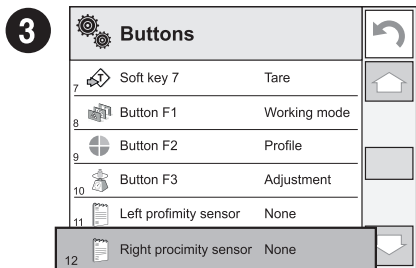 3
Buttons
7 Soft key 7 Tare
8 Button F1 Working mode
9 Button F2 Profile
10 Button F3 Adjustment
11 Left profimity sensor None
12 Right procimity sensor None